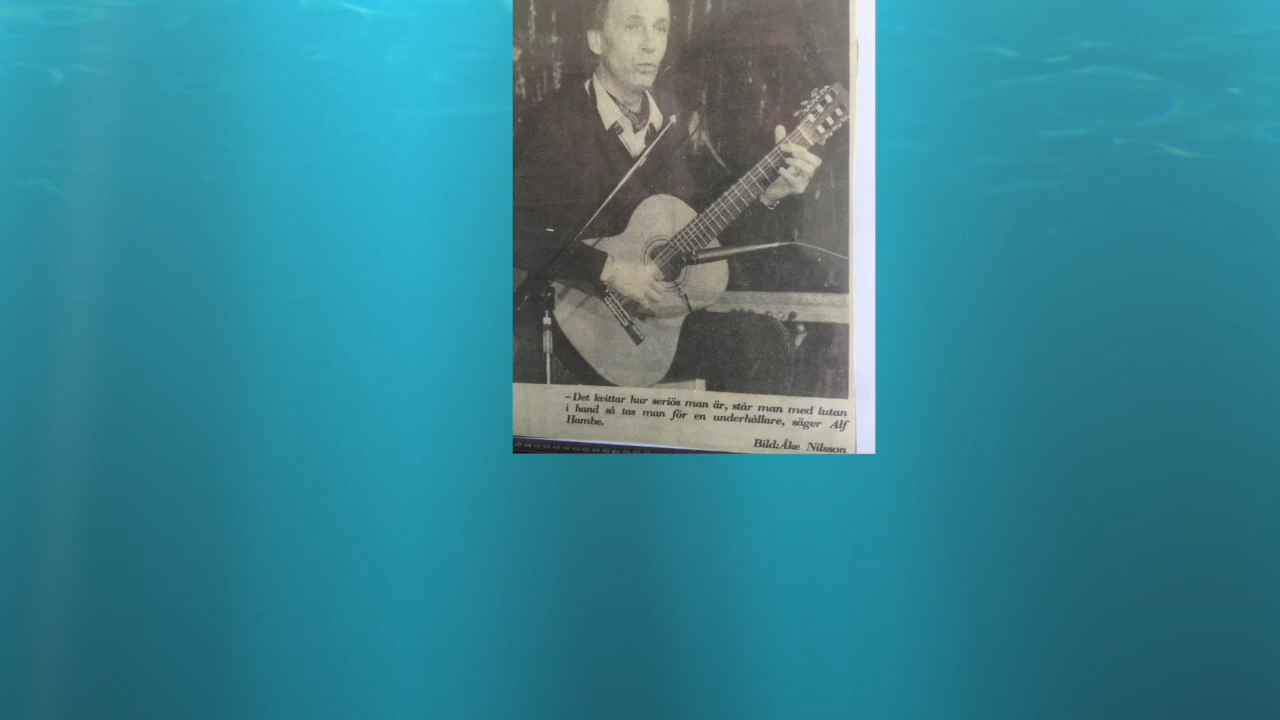 – Det kvittar hur seriös man är, står man med lutan
i hand så tas man för en underhållare, säger Alf
Hambe.
Bild:Åke Nilsson